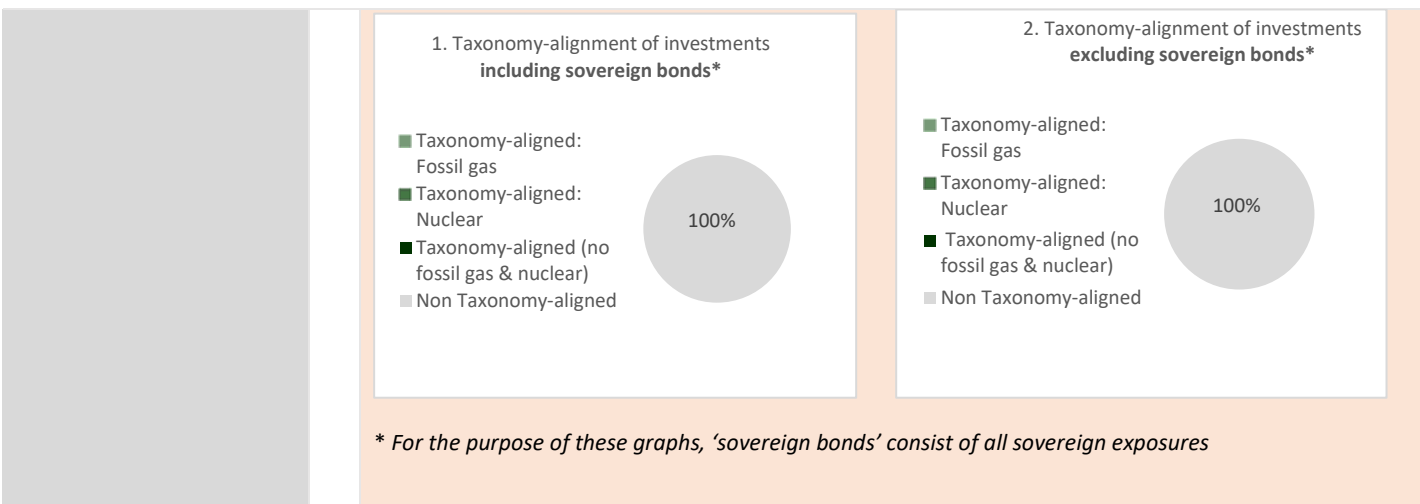 1. Taxonomy-alignment of investments
including sovereign bonds*
Taxonomy-aligned:
Fossil gas
Taxonomy-aligned:
Nuclear
Taxonomy-aligned (no
fossil gas & nuclear)
Non Taxonomy-aligned
100%
2. Taxonomy-alignment of investments
excluding sovereign bonds*
Taxonomy-aligned:
Fossil gas
Taxonomy-aligned:
Nuclear
Taxonomy-aligned (no
fossil gas & nuclear)
Non Taxonomy-aligned
100%
* For the purpose of these graphs, ‘sovereign bonds’ consist of all sovereign exposures